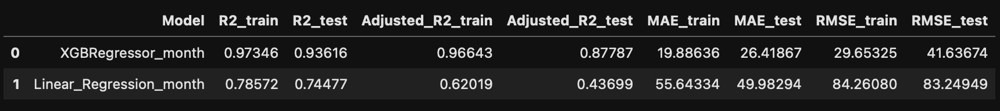 Model R2_train R2_test Adjusted_R2_train Adjusted_R2_test MAE_train MAE_test RMSE_train RMSE_test
0 XGBRegressor_month 0.97346 0.93616 0.96643 0.87787 19.88636 26.41867 29.65325 41.63674
1 Linear_Regression_month 0.78572 0.74477 0.62019 0.43699 55.64334 49.98294 84.26080 83.24949